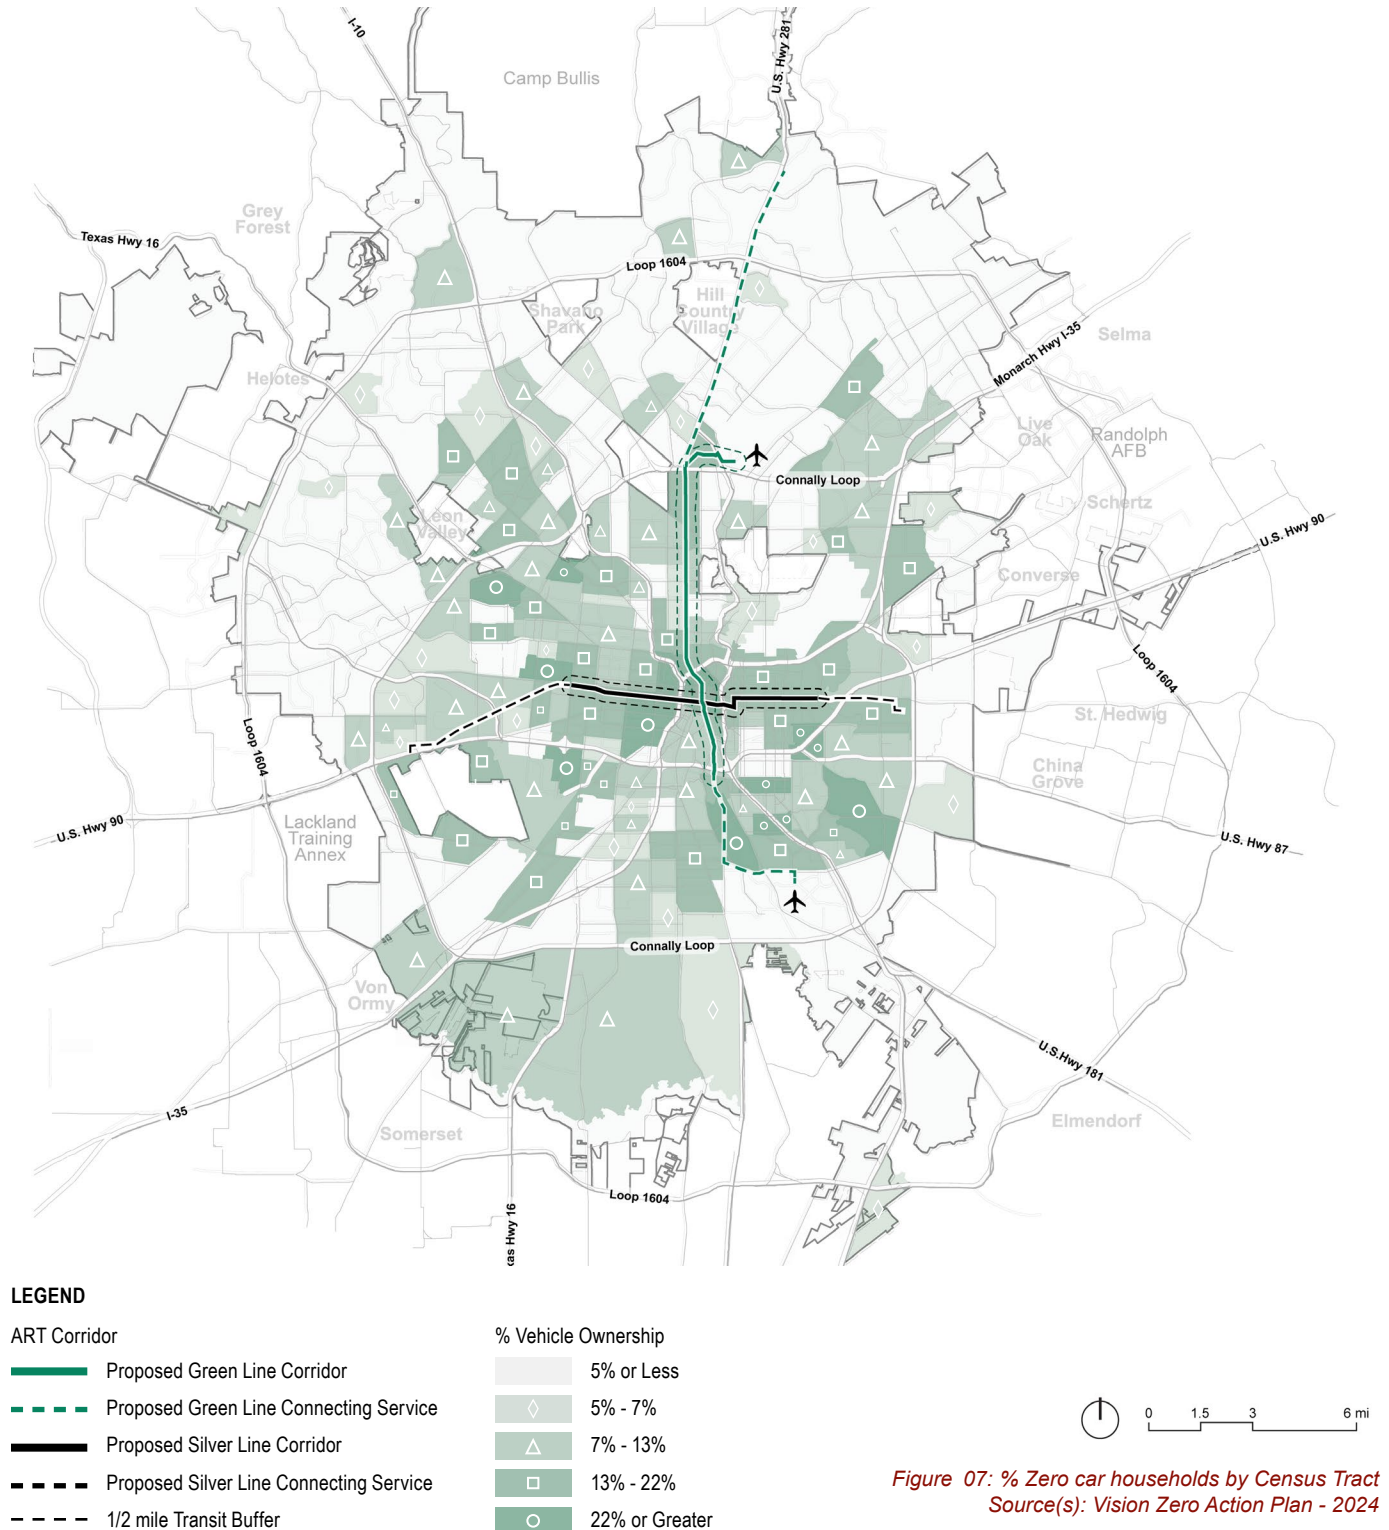 I-10
U.S. Hwy 281
Camp Bullis
Grey
Forest
Texas Hwy 16
Loop 1604
Hill
Country
Village
Shavano
Park
Selma
Monarch Hwy I-35
Helotes
Live
Oak
Randolph
AFB
Connally Loop
Schertz
Leon
Valley
U.S. Hwy 90
Converse
Loop 1604
St. Hedwig
Loop 1604
China
Grove
U.S. Hwy 90
Lackland
Training
Annex
U.S. Hwy 87
Connally Loop
Von
Ormy
U.S.Hwy 181
I-35
Somerset
Elmendorf
Loop 1604
xas Hwy 16
LEGEND
ART Corridor
Proposed Green Line Corridor
Proposed Green Line Connecting Service
Proposed Silver Line Corridor
Proposed Silver Line Connecting Service
1/2 mile Transit Buffer
% Vehicle Ownership
5% or Less
5% - 7%
7% - 13%
13% - 22%
22% or Greater
0 1.5 3 6 mi
Figure 07: % Zero car households by Census Tract
Source(s): Vision Zero Action Plan - 2024